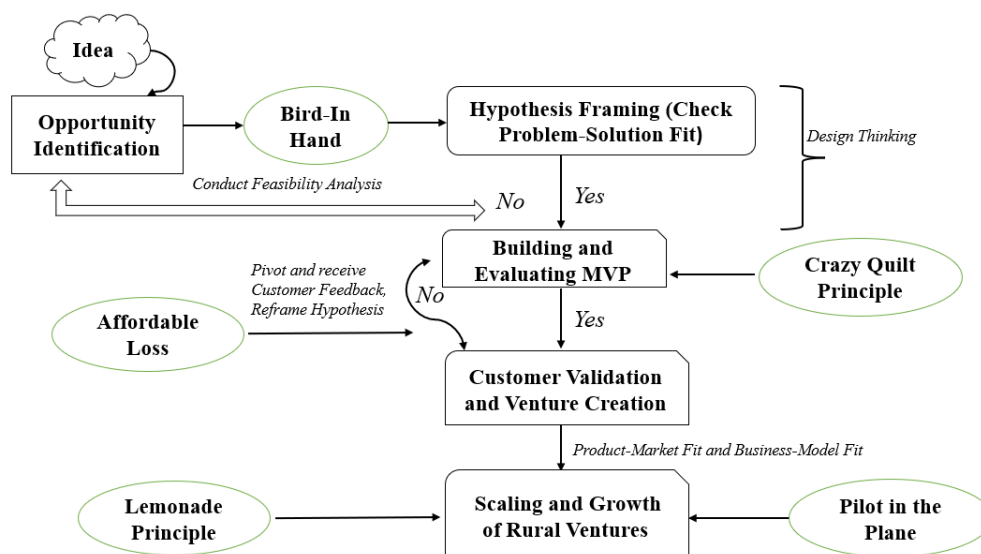 Idea
Opportunity
Identification
Bird-In
Hand
Hypothesis Framing (Check
Problem-Solution Fit)
Design Thinking
Conduct Feasibility Analysis
No
Yes
Building and
Evaluating MVP
Crazy Quilt
Principle
Pivot and receive
Customer Feedback,
Reframe Hypothesis
No
Yes
Affordable
Loss
Customer Validation
and Venture Creation
Product-Market Fit and Business-Model Fit
Lemonade
Principle
Scaling and Growth
of Rural Ventures
Pilot in the
Plane